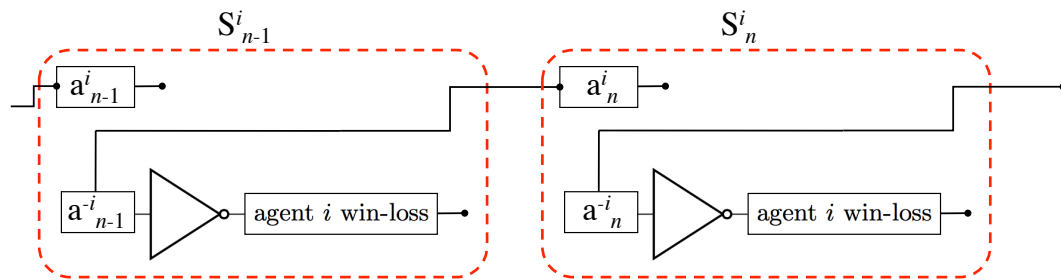 S^i_{n-1} S^i_n
a^i_{n-1} a^i_n
a^{-i}_{n-1} agent i win-loss a^{-i}_n agent i win-loss